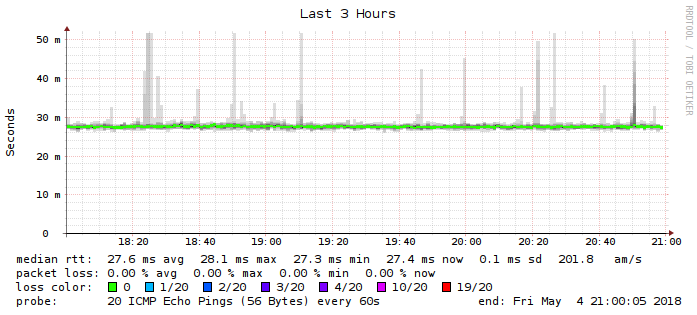 Last 3 Hours
RRDTOOL / TOBI OETIKER
Seconds
50 m
40 m
30 m
20 m
10 m
0
18:20 18:40 19:00 19:20 19:40 20:00 20:20 20:40 21:00
median rtt: 27.6 ms avg 28.1 ms max 27.3 ms min 27.4 ms now 0.1 ms sd 201.8 am/s
packet loss: 0.00 % avg 0.00 % max 0.00 % min 0.00 % now
loss color: 0 1/20 2/20 3/20 4/20 10/20 19/20
probe: 20 ICMP Echo Pings (56 Bytes) every 60s end: Fri May 4 21:00:05 2018